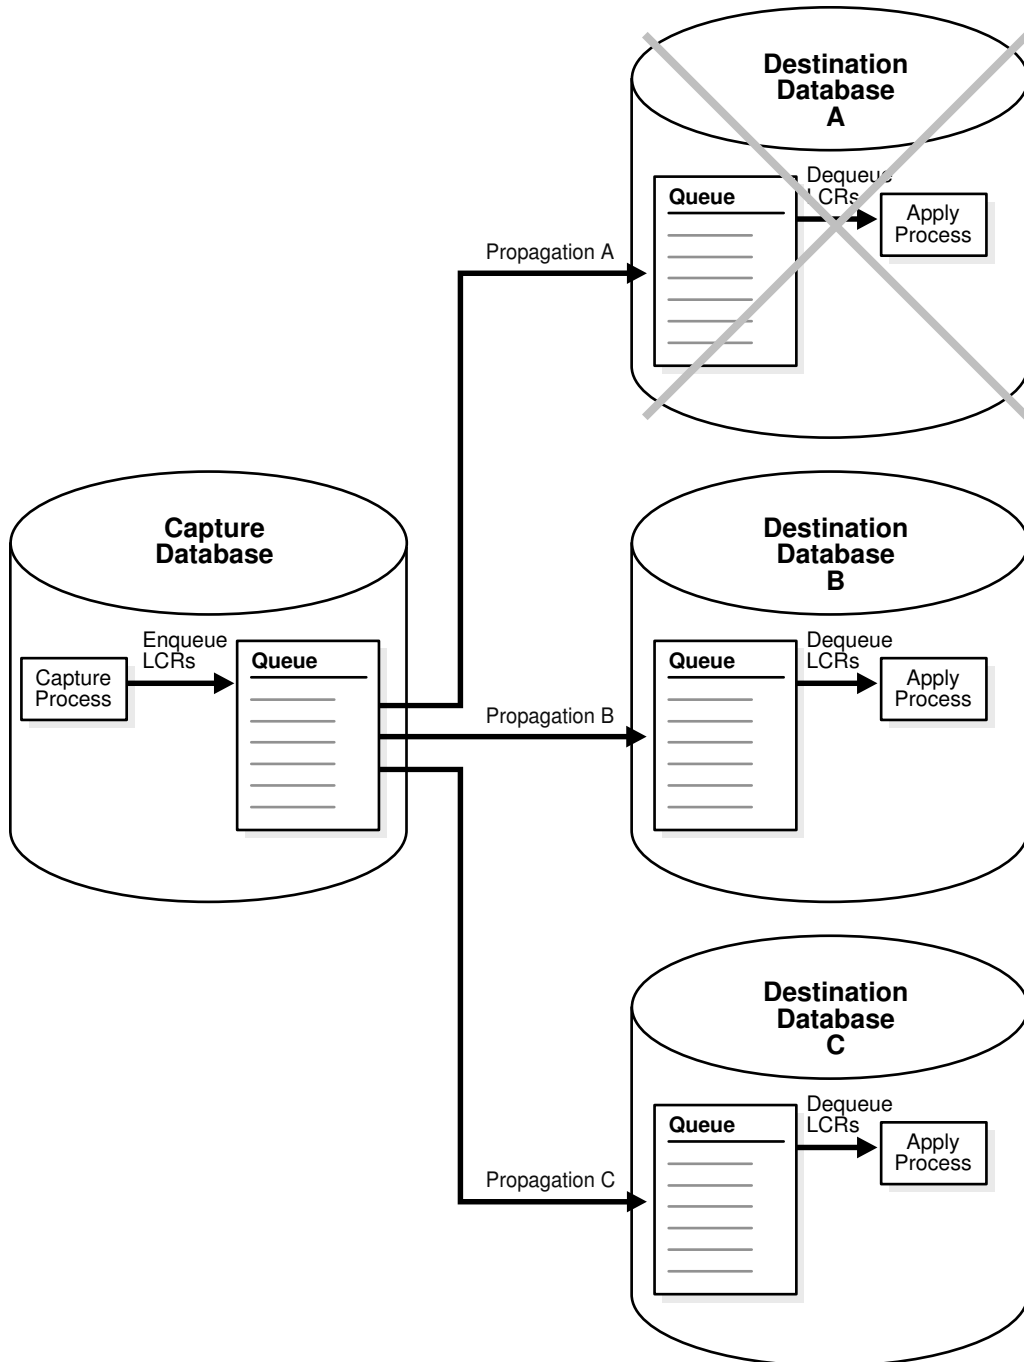 Destination
Database
A
Queue
Dequeue
LCRs
Apply
Process
Propagation A
Capture
Database
Capture
Process
Enqueue
LCRs
Queue
Propagation B
Destination
Database
B
Queue
Dequeue
LCRs
Apply
Process
Destination
Database
C
Queue
Dequeue
LCRs
Apply
Process
Propagation C